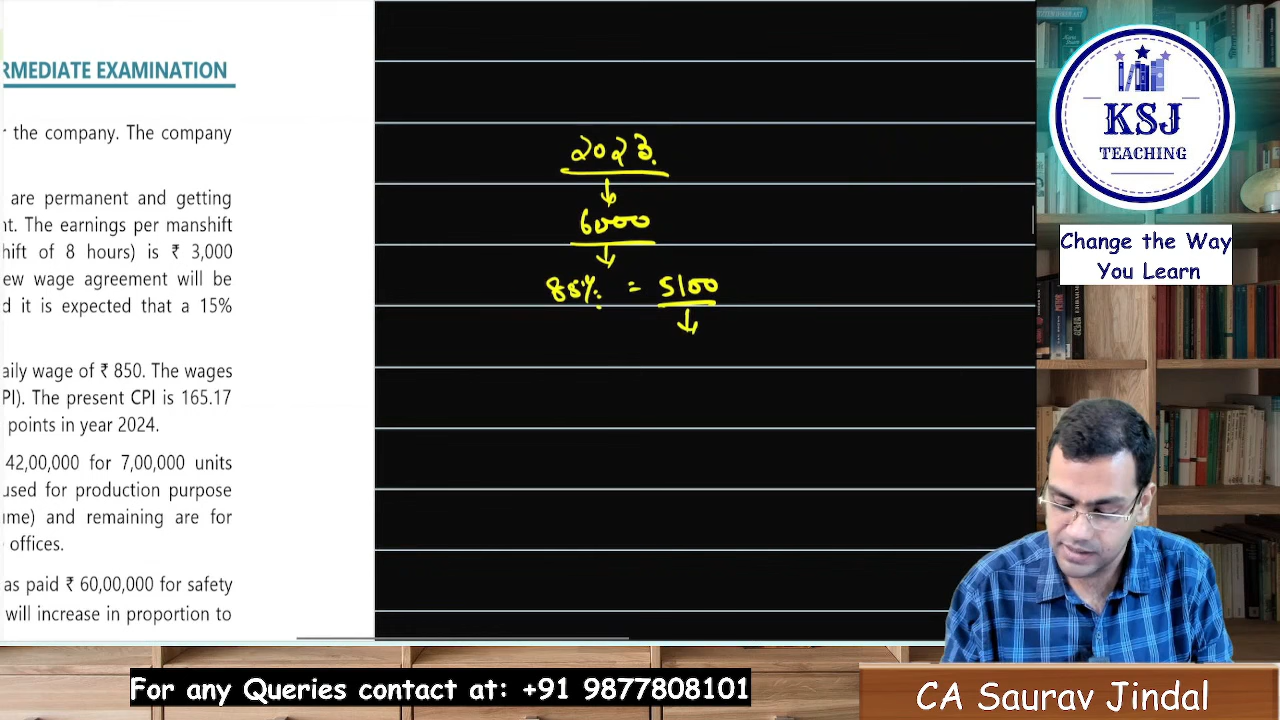 RMEDIATE EXAMINATION
the company. The company
are permanent and getting
nt. The earnings per manshift
hift of 8 hours) is ₹ 3,000
ew wage agreement will be
d it is expected that a 15%
aily wage of ₹ 850. The wages
PI). The present CPI is 165.17
points in year 2024.
42,00,000 for 7,00,000 units
used for production purpose
ume) and remaining are for
offices.
as paid ₹ 60,00,000 for safety
will increase in proportion to
2023.
6000
85% = 5100
KSJ
TEACHING
Change the Way
You Learn
For any Queries contact at: +91 9877808101
CA Saurav Jindal